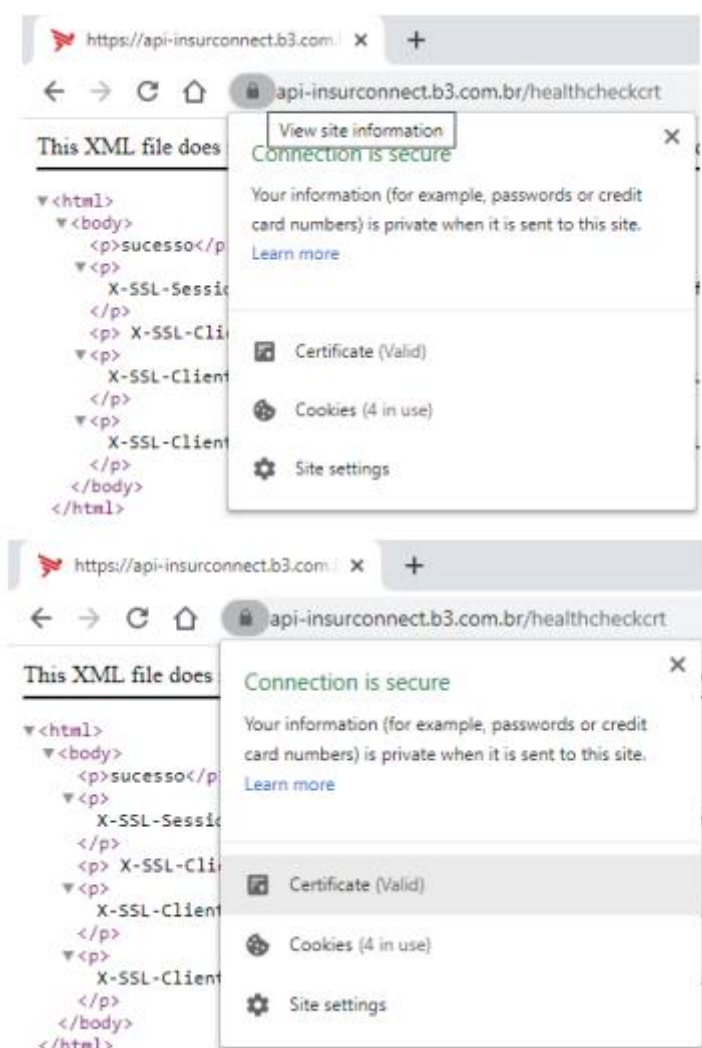 https://api-insurconnect.b3.com.
api-insurconnect.b3.com.br/healthcheckcrt
View site information
This XML file does
Connection is secure
Your information (for example, passwords or credit
card numbers) is private when it is sent to this site.
Learn more
<html>
<body>
<p>sucesso</p
<p>
X-SSL-Sessio
</p>
<p> X-SSL-Cli
<p>
X-SSL-Client
</p>
<p>
X-SSL-Client
</p>
</body>
</html>
Certificate (Valid)
Cookies (4 in use)
Site settings
https://api-insurconnect.b3.com.
api-insurconnect.b3.com.br/healthcheckcrt
This XML file does
Connection is secure
Your information (for example, passwords or credit
card numbers) is private when it is sent to this site.
Learn more
<html>
<body>
<p>sucesso</p
<p>
X-SSL-Sessio
</p>
<p> X-SSL-Cli
<p>
X-SSL-Client
</p>
<p>
X-SSL-Client
</p>
</body>
</html>
Certificate (Valid)
Cookies (4 in use)
Site settings